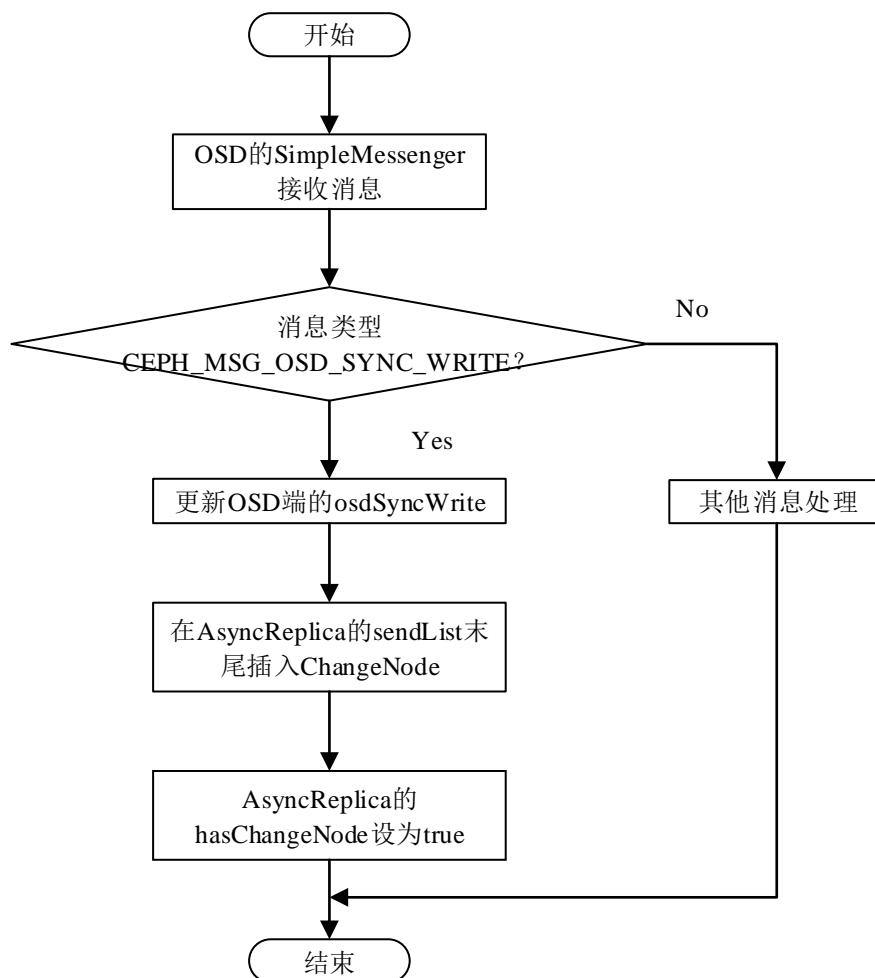 开始
OSD的SimpleMessenger
接收消息
消息类型
CEPH_MSG_OSD_SYNC_WRITE?
No
Yes
更新OSD端的osdSyncWrite
其他消息处理
在AsyncReplica的sendList末
尾插入ChangeNode
AsyncReplica的
hasChangeNode设为true
结束